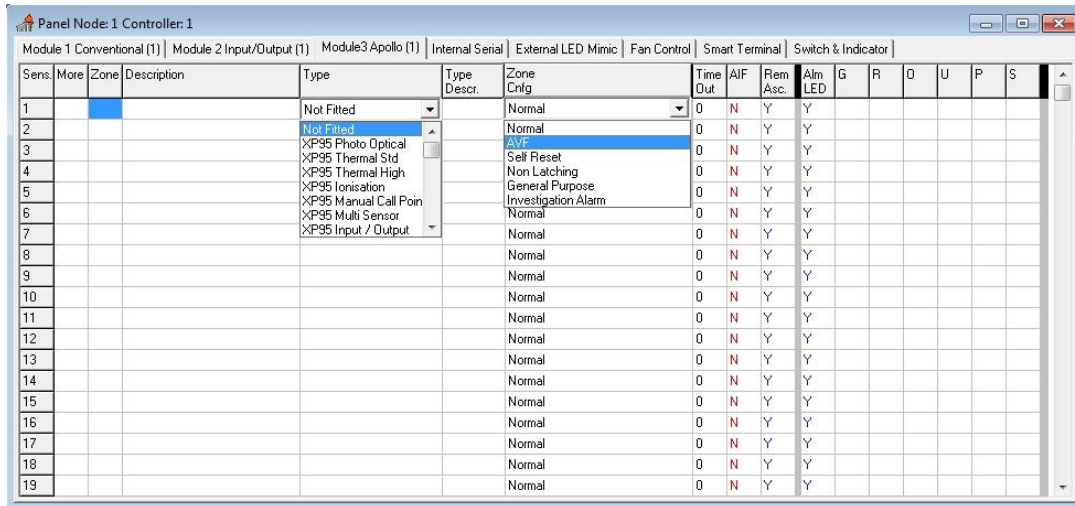 Panel Node: 1 Controller: 1
Module 1 Conventional (1) Module 2 Input/Output (1) Module3 Apollo (1) Internal Serial External LED Mimic Fan Control Smart Terminal Switch & Indicator
Sens. More Zone Description Type Type Descr. Zone Cnfg Time Out AIF Rem Asc. Alm LED G R O U P S
1 Not Fitted Normal 0 N Y Y
2 Not Fitted Normal 0 N Y Y
XP95 Photo Optical AVF
3 XP95 Thermal Std Self Reset 0 N Y Y
4 XP95 Thermal High Non Latching 0 N Y Y
5 XP95 Ionisation General Purpose 0 N Y Y
XP95 Manual Call Poin Investigation Alarm
6 XP95 Multi Sensor Normal 0 N Y Y
7 XP95 Input / Output Normal 0 N Y Y
8 Normal 0 N Y Y
9 Normal 0 N Y Y
10 Normal 0 N Y Y
11 Normal 0 N Y Y
12 Normal 0 N Y Y
13 Normal 0 N Y Y
14 Normal 0 N Y Y
15 Normal 0 N Y Y
16 Normal 0 N Y Y
17 Normal 0 N Y Y
18 Normal 0 N Y Y
19 Normal 0 N Y Y